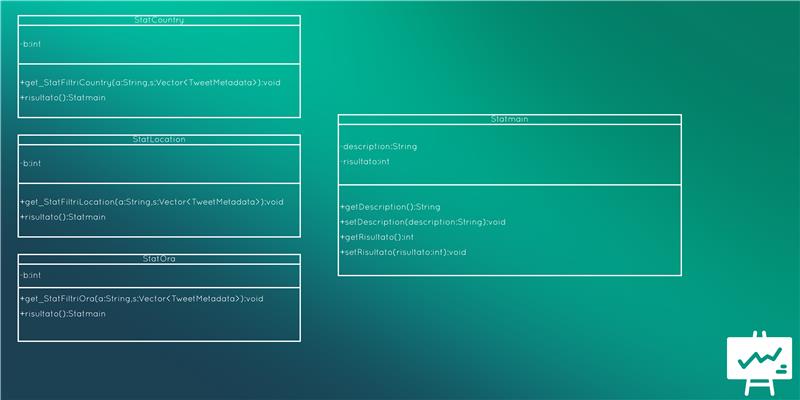 StatCountry
-b:int
+get_StatFiltriCountry(a:String,s:Vector<TweetMetadata>):void
+risultato():Statmain
StatLocation
-b:int
+get_StatFiltriLocation(a:String,s:Vector<TweetMetadata>):void
+risultato():Statmain
StatOra
-b:int
+get_StatFiltriOra(a:String,s:Vector<TweetMetadata>):void
+risultato():Statmain
Statmain
-description:String
-risultato:int
+getDescription():String
+setDescription(description:String):void
+getRisultato():int
+setRisultato(risultato:int):void